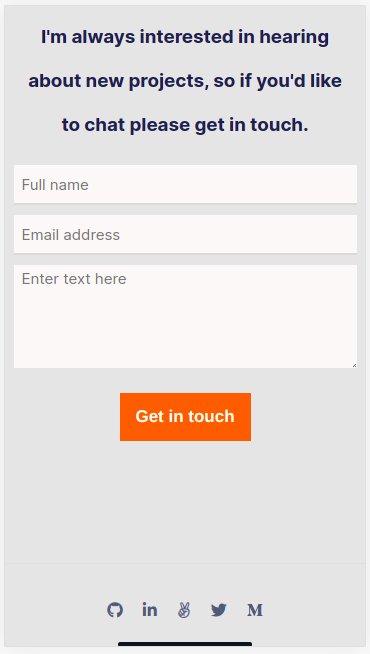 I'm always interested in hearing
about new projects, so if you'd like
to chat please get in touch.
Full name
Email address
Enter text here
Get in touch